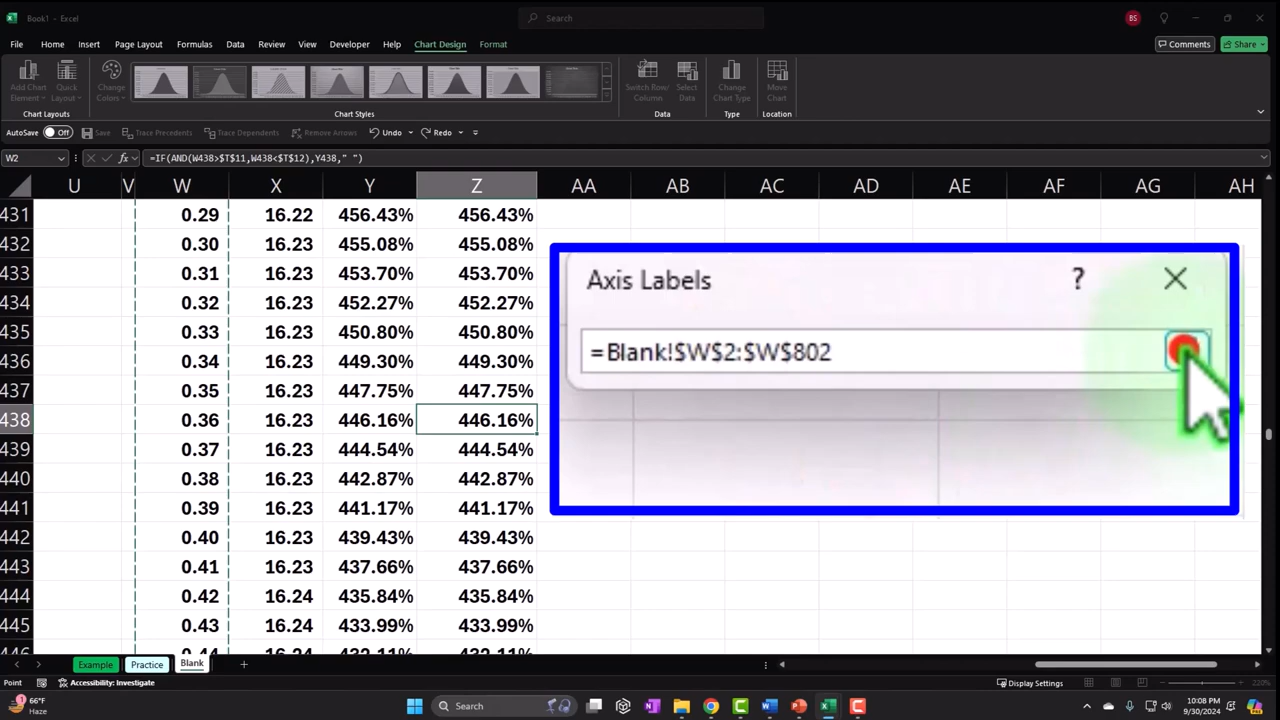 Book1 - Excel
Search
BS
File Home Insert Page Layout Formulas Data Review View Developer Help Chart Design Format
Comments Share
Add Chart Element Quick Layout Change Colors Switch Row/ Column Select Data Change Chart Type Move Chart
Chart Layouts Chart Styles Data Type Location
AutoSave Off Save Trace Precedents Trace Dependents Remove Arrows Undo Redo
W2 fx =IF(AND(W438>$T$11,W438<$T$12),Y438," ")
U V W X Y Z AA AB AC AD AE AF AG AH
431 0.29 16.22 456.43% 456.43%
432 0.30 16.23 455.08% 455.08%
433 0.31 16.23 453.70% 453.70%
434 0.32 16.23 452.27% 452.27%
435 0.33 16.23 450.80% 450.80%
436 0.34 16.23 449.30% 449.30%
437 0.35 16.23 447.75% 447.75%
438 0.36 16.23 446.16% 446.16%
439 0.37 16.23 444.54% 444.54%
440 0.38 16.23 442.87% 442.87%
441 0.39 16.23 441.17% 441.17%
442 0.40 16.23 439.43% 439.43%
443 0.41 16.23 437.66% 437.66%
444 0.42 16.24 435.84% 435.84%
445 0.43 16.24 433.99% 433.99%
0.44 16.24 432.11% 432.11%
Axis Labels ?
=Blank!$W$2:$W$802
Example Practice Blank
Point Accessibility: Investigate Display Settings 220%
66°F
Haze
Search
10:08 PM
9/30/2024